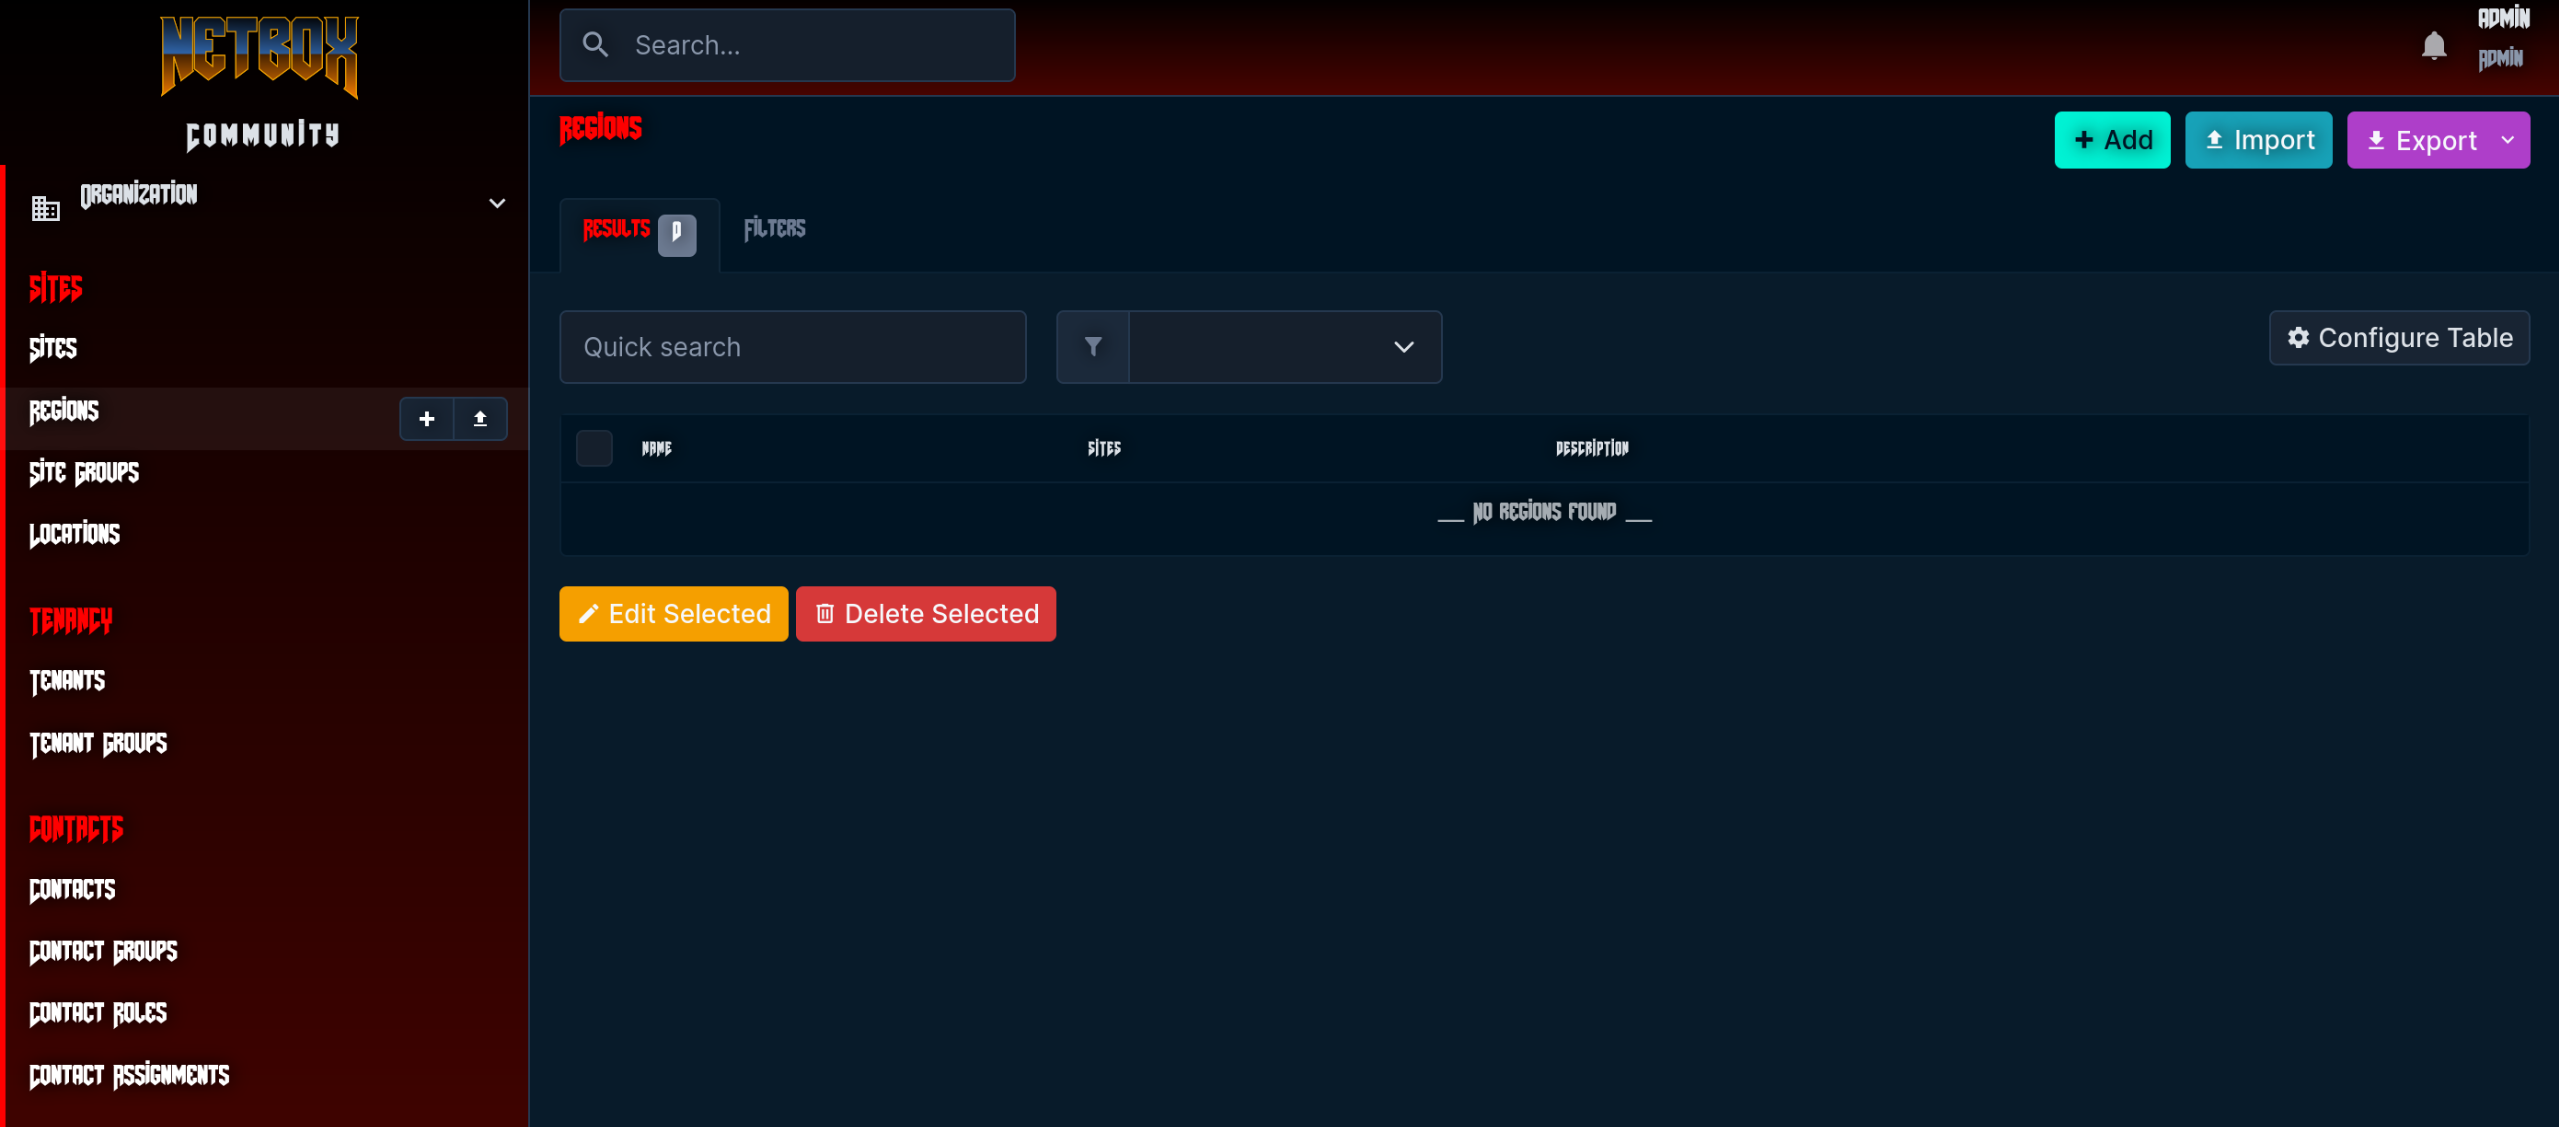 NETBOX
COMMUNITY
Search...
Admin
Admin
Organization
Sites
Sites
Regions
Site Groups
Locations
Tenancy
Tenants
Tenant Groups
Contacts
Contacts
Contact Groups
Contact Roles
Contact Assignments
Regions
Add
Import
Export
Results 0
Filters
Quick search
Configure Table
NAME SITES DESCRIPTION
— No regions found —
Edit Selected
Delete Selected